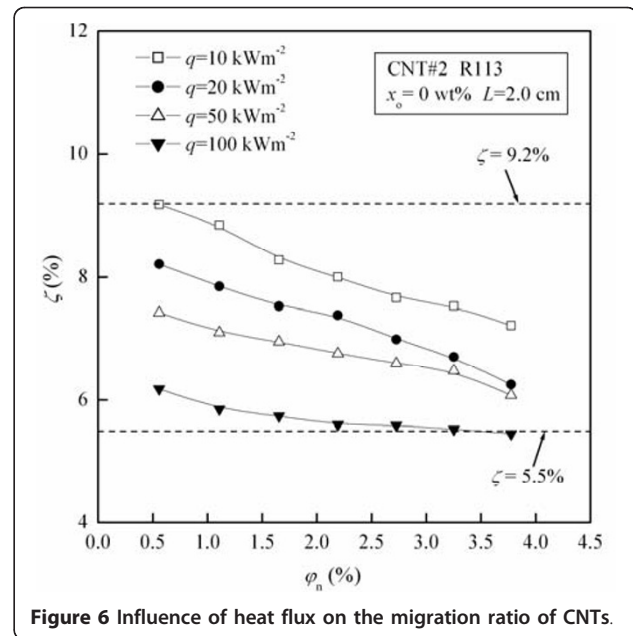 12
10
8
6
4
ζ (%)
q=10 kWm-2
q=20 kWm-2
q=50 kWm-2
q=100 kWm-2
CNT#2 R113
xo= 0 wt% L=2.0 cm
ζ= 9.2%
ζ= 5.5%
0.0 0.5 1.0 1.5 2.0 2.5 3.0 3.5 4.0 4.5
φn (%)
Figure 6 Influence of heat flux on the migration ratio of CNTs.